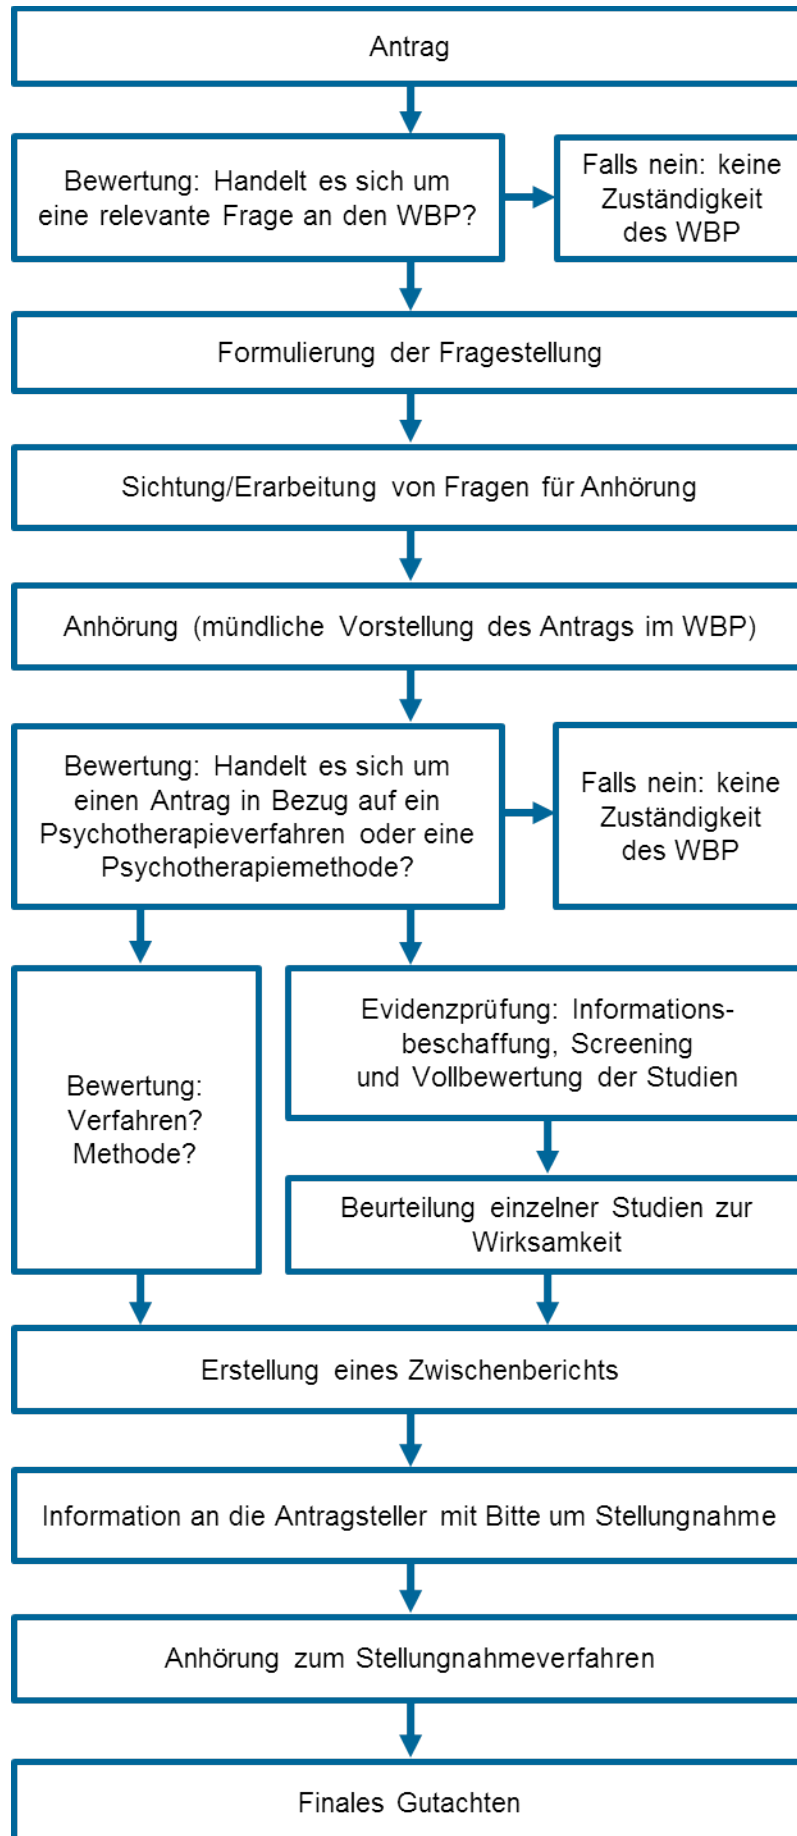 Antrag
Bewertung: Handelt es sich um
eine relevante Frage an den WBP?
Falls nein: keine
Zuständigkeit
des WBP
Formulierung der Fragestellung
Sichtung/Erarbeitung von Fragen für Anhörung
Anhörung (mündliche Vorstellung des Antrags im WBP)
Bewertung: Handelt es sich um
einen Antrag in Bezug auf ein
Psychotherapieverfahren oder eine
Psychotherapiemethode?
Falls nein: keine
Zuständigkeit
des WBP
Bewertung:
Verfahren?
Methode?
Evidenzprüfung: Informations-
beschaffung, Screening
und Vollbewertung der Studien
Beurteilung einzelner Studien zur
Wirksamkeit
Erstellung eines Zwischenberichts
Information an die Antragsteller mit Bitte um Stellungnahme
Anhörung zum Stellungnahmeverfahren
Finales Gutachten